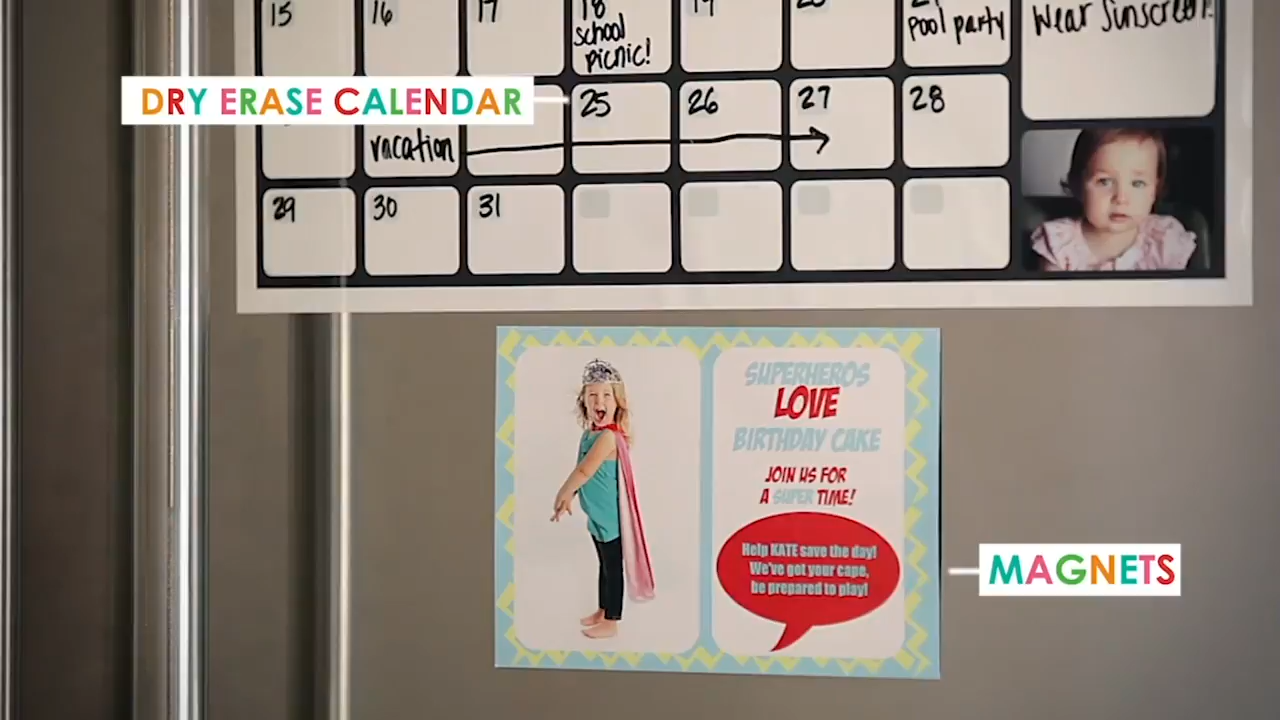 15 16 17 18 19
school
picnic!
Pool party
Wear Sunscreen!
DRY ERASE CALENDAR
25 26 27 28
vacation
29 30 31
SUPERHEROS
LOVE
BIRTHDAY CAKE
JOIN US FOR
A SUPER TIME!
Help KATE save the day!
We've got your cape,
be prepared to play!
MAGNETS